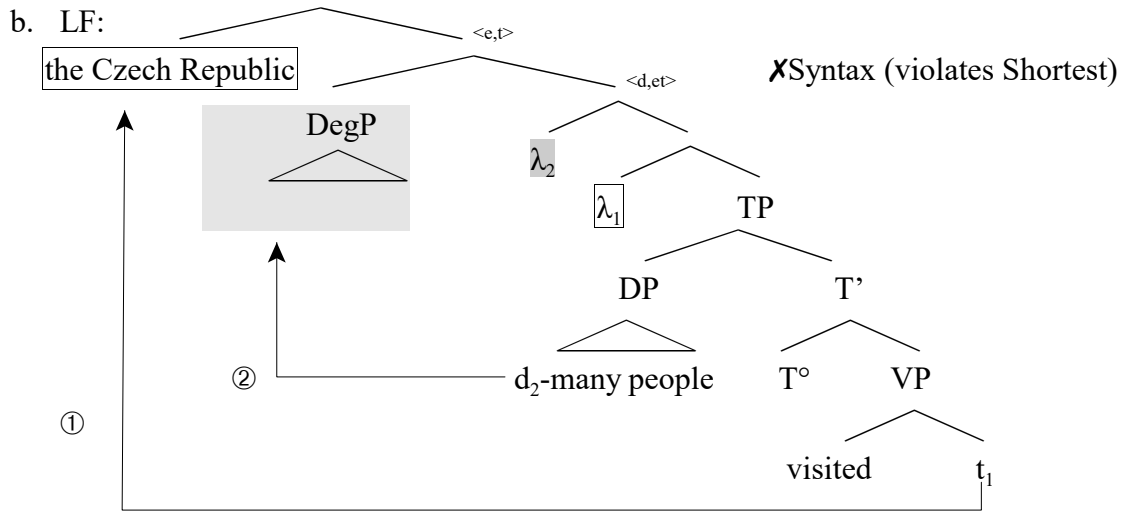 b. LF:
<e,t>
the Czech Republic
<d,et>
✗Syntax (violates Shortest)
DegP
λ₂
λ₁
TP
DP
T’
②
d₂-many people
T°
VP
①
visited
t₁